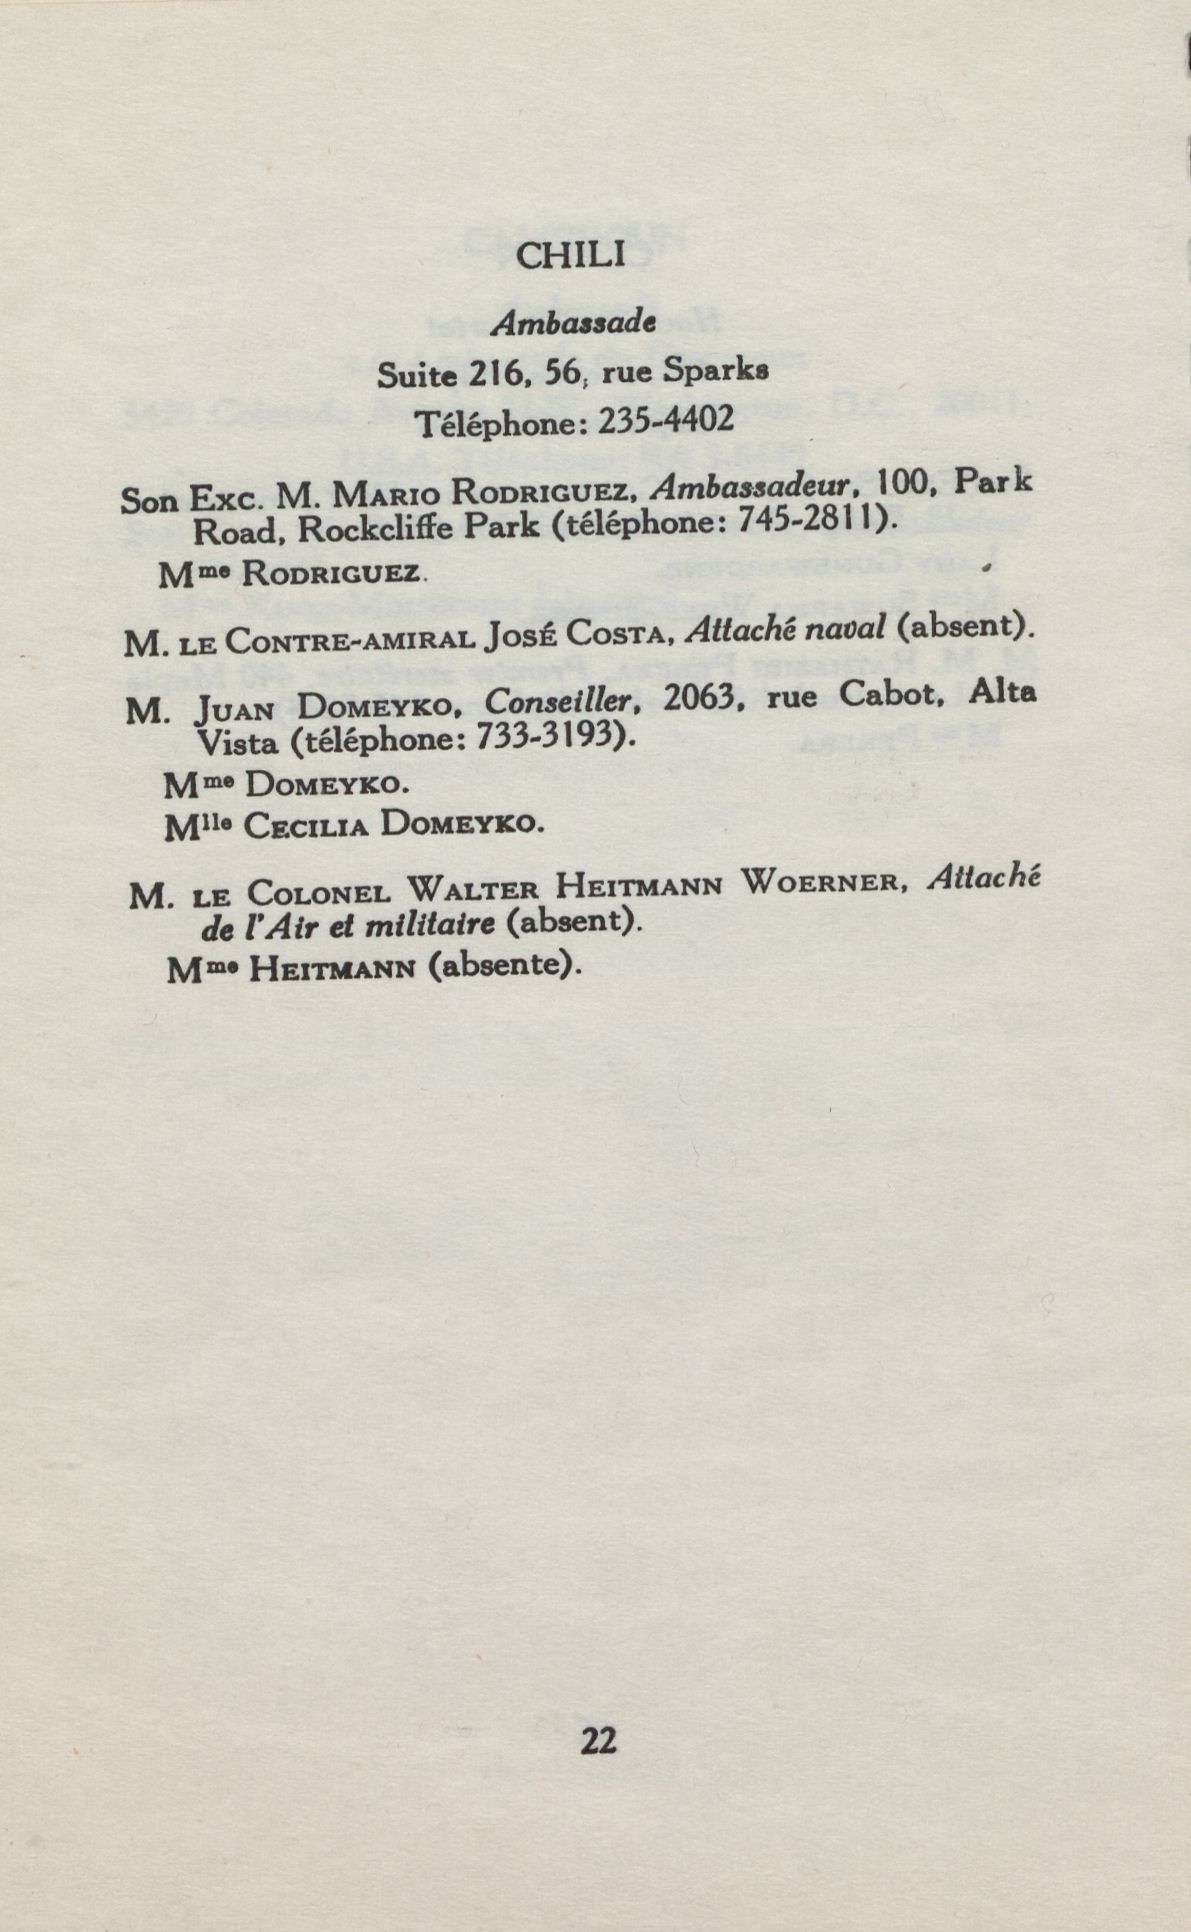 CHILI
Ambassade
Suite 216, 56, rue Sparks
Téléphone: 235-4402
Son Exc. M. Mario Rodriguez, Ambassadeur, 100, Park
Road, Rockcliffe Park (téléphone: 745-2811).
Mme Rodriguez.
M. le Contre-amiral José Costa, Attaché naval (absent).
M. Juan Domeyko, Conseiller, 2063, rue Cabot, Alta
Vista (téléphone: 733-3193).
Mme Domeyko.
Mlle Cecilia Domeyko.
M. le Colonel Walter Heitmann Woerner, Attaché
de l'Air et militaire (absent).
Mme Heitmann (absente).
22